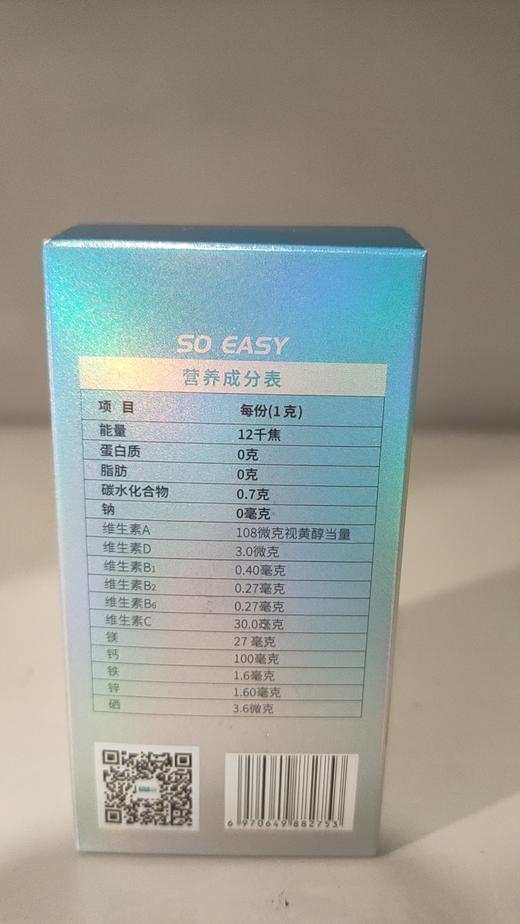 SO EASY
营养成分表
项 目 每份(1克)
能量 12千焦
蛋白质 0克
脂肪 0克
碳水化合物 0.7克
钠 0毫克
维生素A 108微克视黄醇当量
维生素D 3.0微克
维生素B₁ 0.40毫克
维生素B₂ 0.27毫克
维生素B₆ 0.27毫克
维生素C 30.0毫克
镁 27 毫克
钙 100毫克
铁 1.6毫克
锌 1.60毫克
硒 3.6微克
6 970649 882753